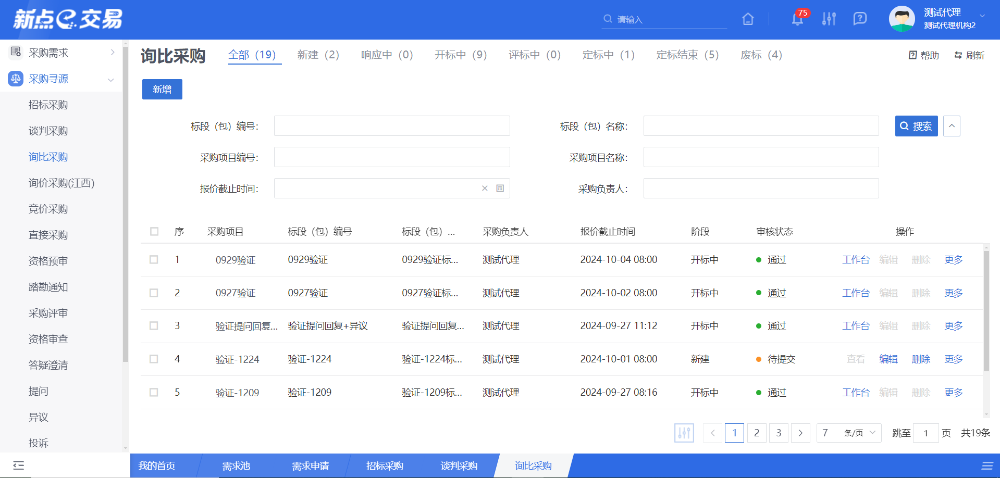 新点e交易
请输入
75
测试代理
测试代理机构2
采购需求
采购寻源
招标采购
谈判采购
询比采购
询价采购(江西)
竞价采购
直接采购
资格预审
踏勘通知
采购评审
资格审查
答疑澄清
提问
异议
投诉
询比采购 全部（19） 新建（2） 响应中（0） 开标中（9） 评标中（0） 定标中（1） 定标结束（5） 废标（4） 帮助 刷新
新增
标段（包）编号： 标段（包）名称： 搜索
采购项目编号： 采购项目名称：
报价截止时间： 采购负责人：
序 采购项目 标段（包）编号 标段（包）... 采购负责人 报价截止时间 阶段 审核状态 操作
1 0929验证 0929验证 0929验证标... 测试代理 2024-10-04 08:00 开标中 通过 工作台 编辑 删除 更多
2 0927验证 0927验证 0927验证标... 测试代理 2024-10-02 08:00 开标中 通过 工作台 编辑 删除 更多
3 验证提问回复... 验证提问回复+异议 验证提问回复... 测试代理 2024-09-27 11:12 开标中 通过 工作台 编辑 删除 更多
4 验证-1224 验证-1224 验证-1224标... 测试代理 2024-10-01 08:00 新建 待提交 查看 编辑 删除 更多
5 验证-1209 验证-1209 验证-1209标... 测试代理 2024-09-27 08:16 开标中 通过 工作台 编辑 删除 更多
1 2 3 7 条/页 跳至 1 页 共19条
我的首页 需求池 需求申请 招标采购 谈判采购 询比采购